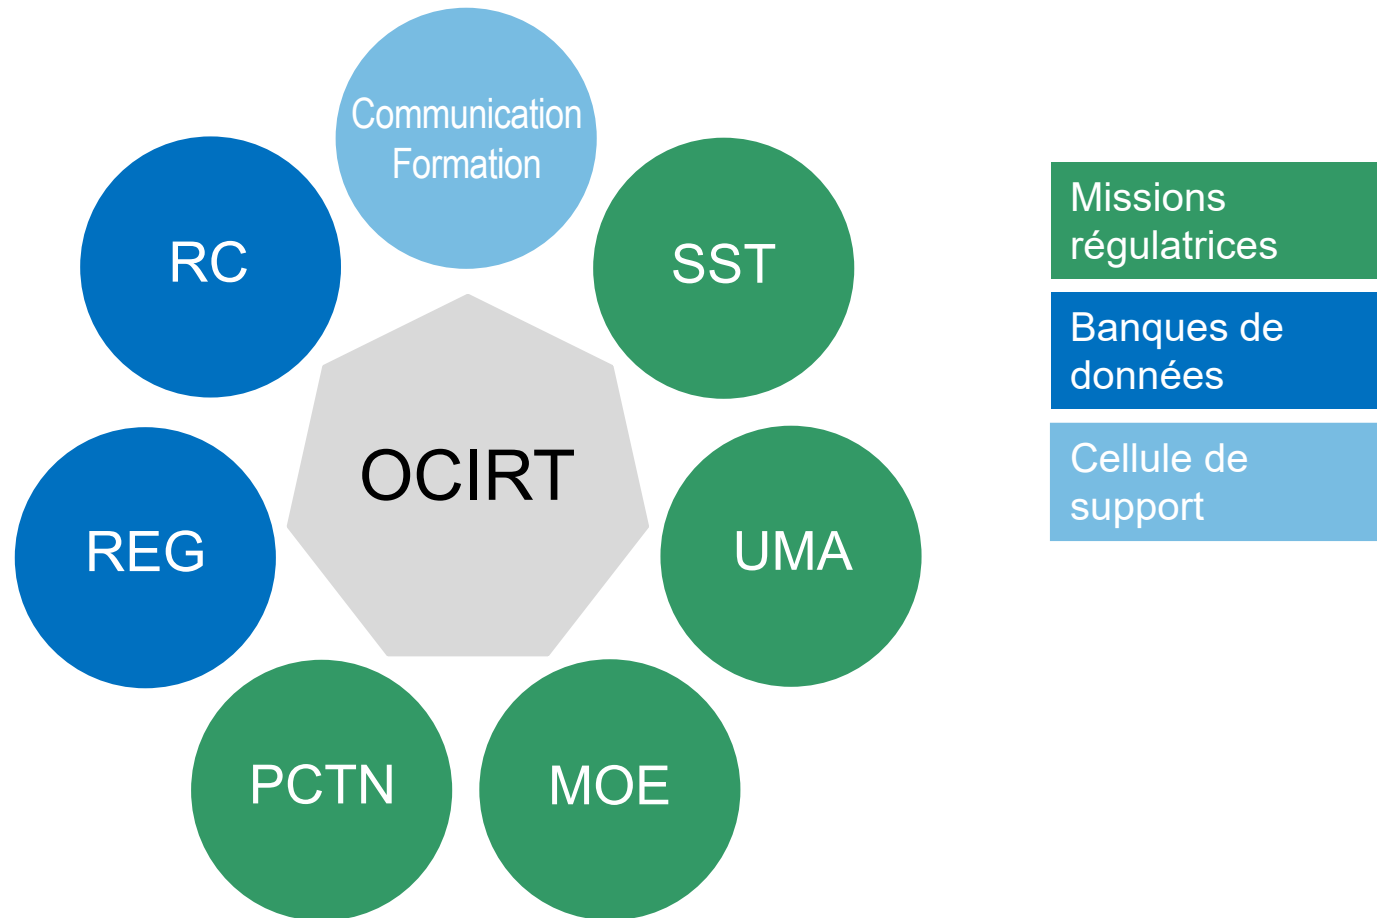 Communication
Formation
RC
SST
OCIRT
REG
UMA
PCTN
MOE
Missions
régulatrices
Banques de
données
Cellule de
support